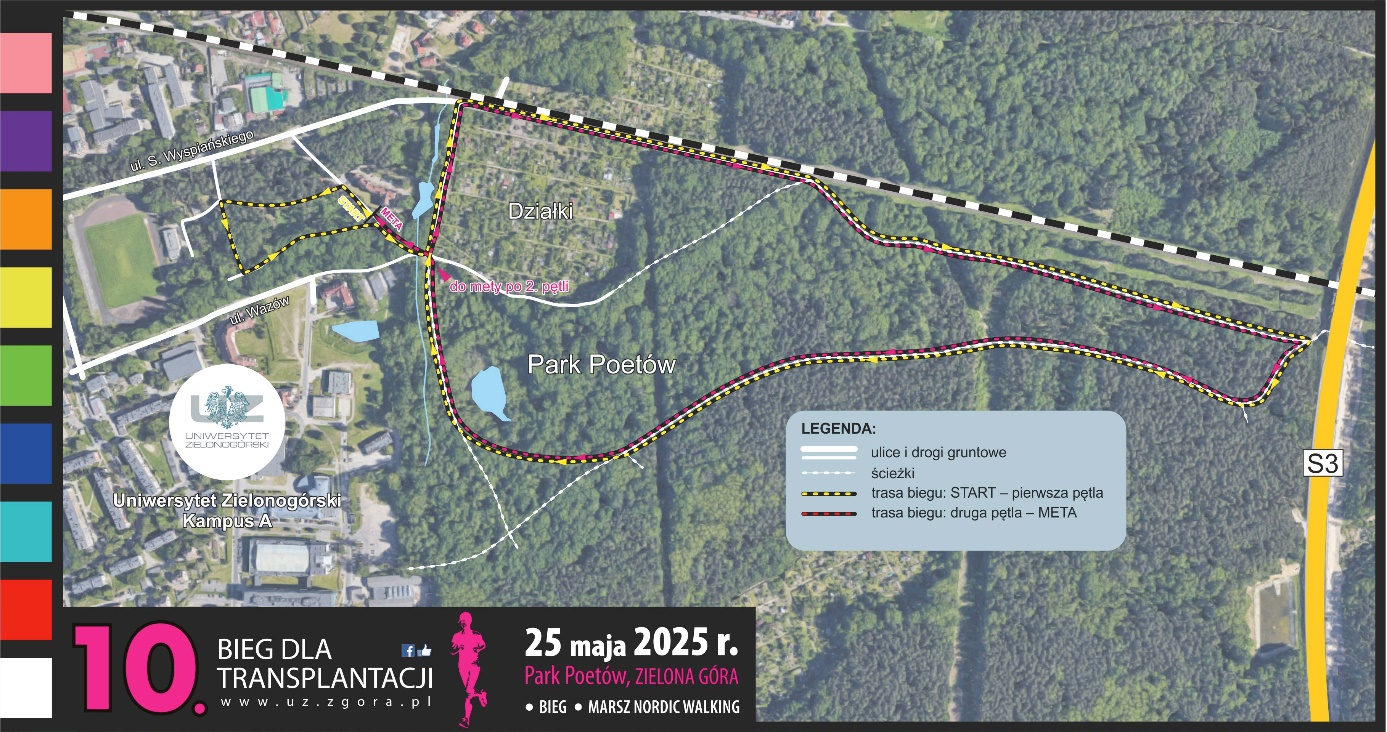 ul. S. Wyspiańskiego
START
META
Działki
do mety po 2. pętli
ul. Wazów
Park Poetów
UZ
UNIWERSYTET
ZIELONOGÓRSKI
Uniwersytet Zielonogórski
Kampus A
LEGENDA:
ulice i drogi gruntowe
ścieżki
trasa biegu: START – pierwsza pętla
trasa biegu: druga pętla – META
S3
10.
BIEG DLA
TRANSPLANTACJI
www.uz.zgora.pl
25 maja 2025 r.
Park Poetów, ZIELONA GÓRA
• BIEG • MARSZ NORDIC WALKING